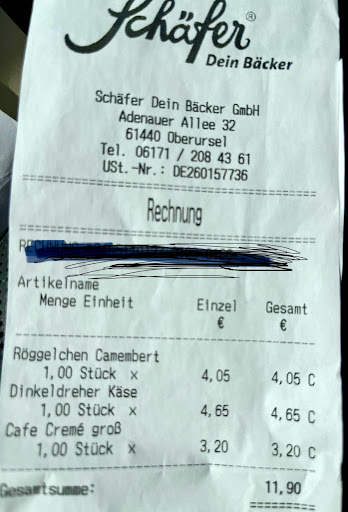 Schäfer®
Dein Bäcker
Schäfer Dein Bäcker GmbH
Adenauer Allee 32
61440 Oberursel
Tel. 06171 / 208 43 61
USt.-Nr.: DE260157736
Rechnung
Artikelname
Menge Einheit Einzel Gesamt
€ €
Röggelchen Camembert
1,00 Stück x 4,05 4,05 C
Dinkeldreher Käse
1,00 Stück x 4,65 4,65 C
Cafe Cremé groß
1,00 Stück x 3,20 3,20 C
Gesamtsumme: 11,90